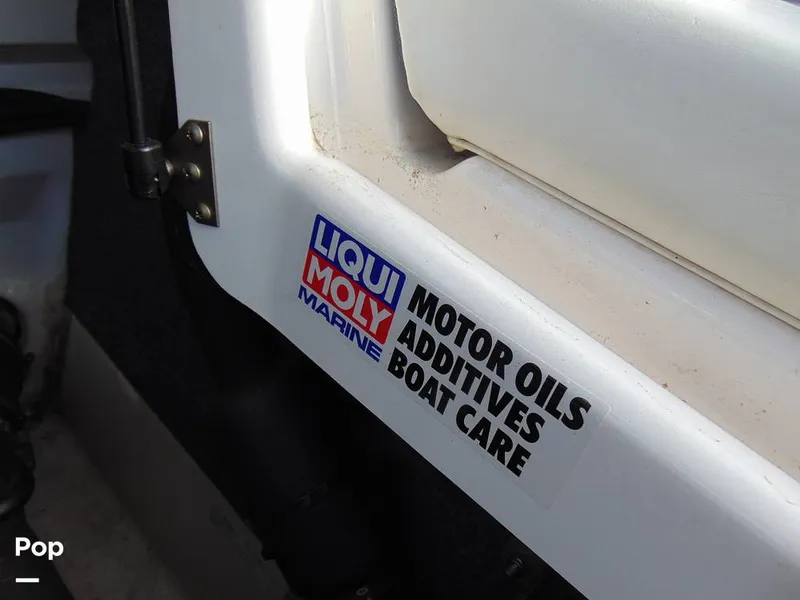 LIQUI
MOLY
MARINE
MOTOR OILS
ADDITIVES
BOAT CARE
Pop